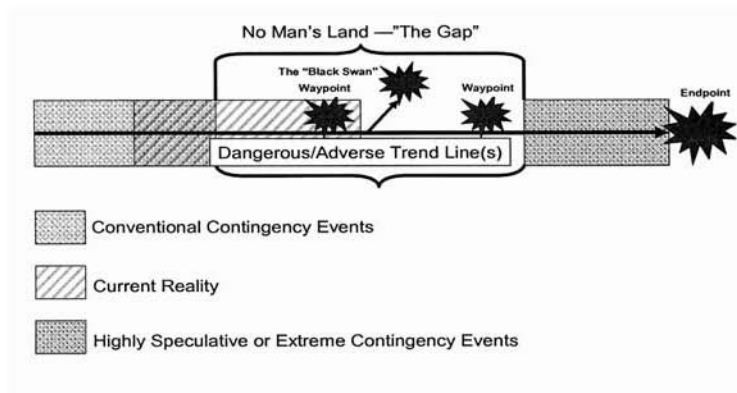 No Man's Land —"The Gap"
The "Black Swan"
Waypoint
Waypoint
Endpoint
Dangerous/Adverse Trend Line(s)
Conventional Contingency Events
Current Reality
Highly Speculative or Extreme Contingency Events